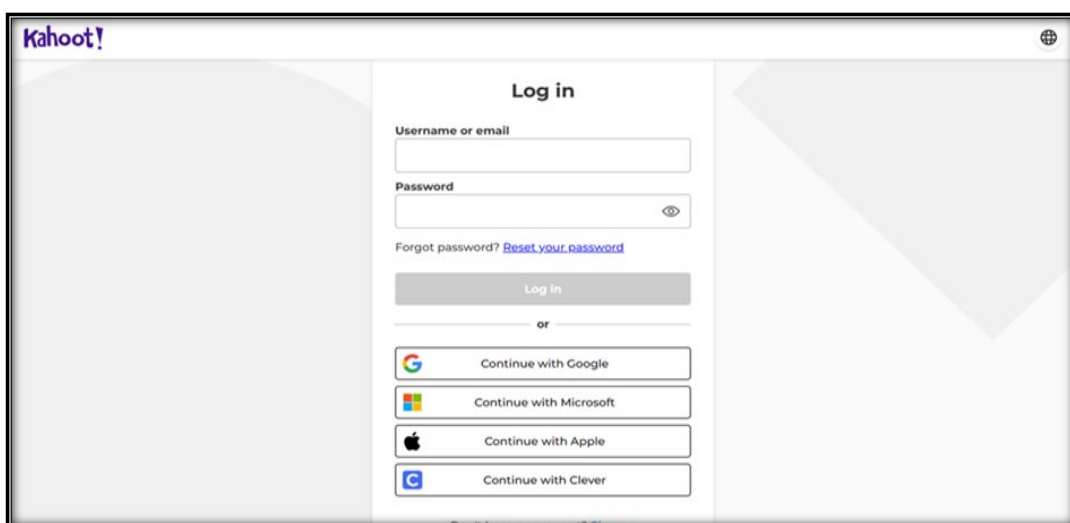 Kahoot!
Log in
Username or email
Password
Forgot password? Reset your password
Log in
or
Continue with Google
Continue with Microsoft
Continue with Apple
Continue with Clever